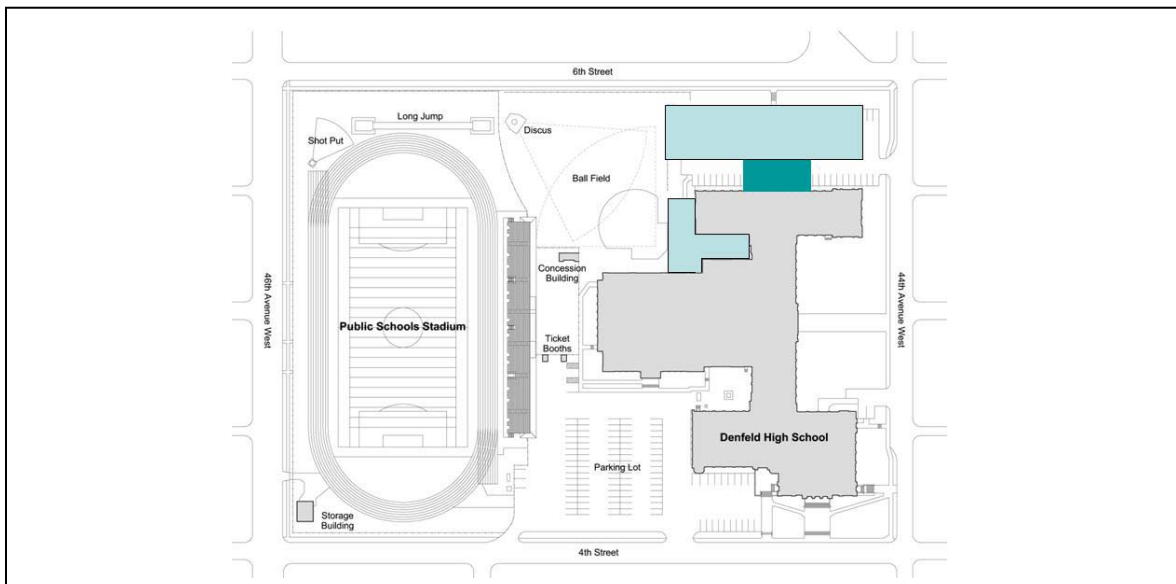 6th Street
Long Jump
Shot Put
Discus
Ball Field
Concession
Building
46th Avenue West
44th Avenue West
Public Schools Stadium
Ticket
Booths
Denfeld High School
Parking Lot
Storage
Building
4th Street